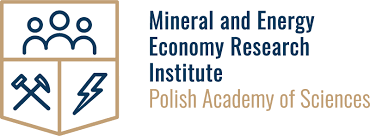 Mineral and Energy
Economy Research
Institute
Polish Academy of Sciences